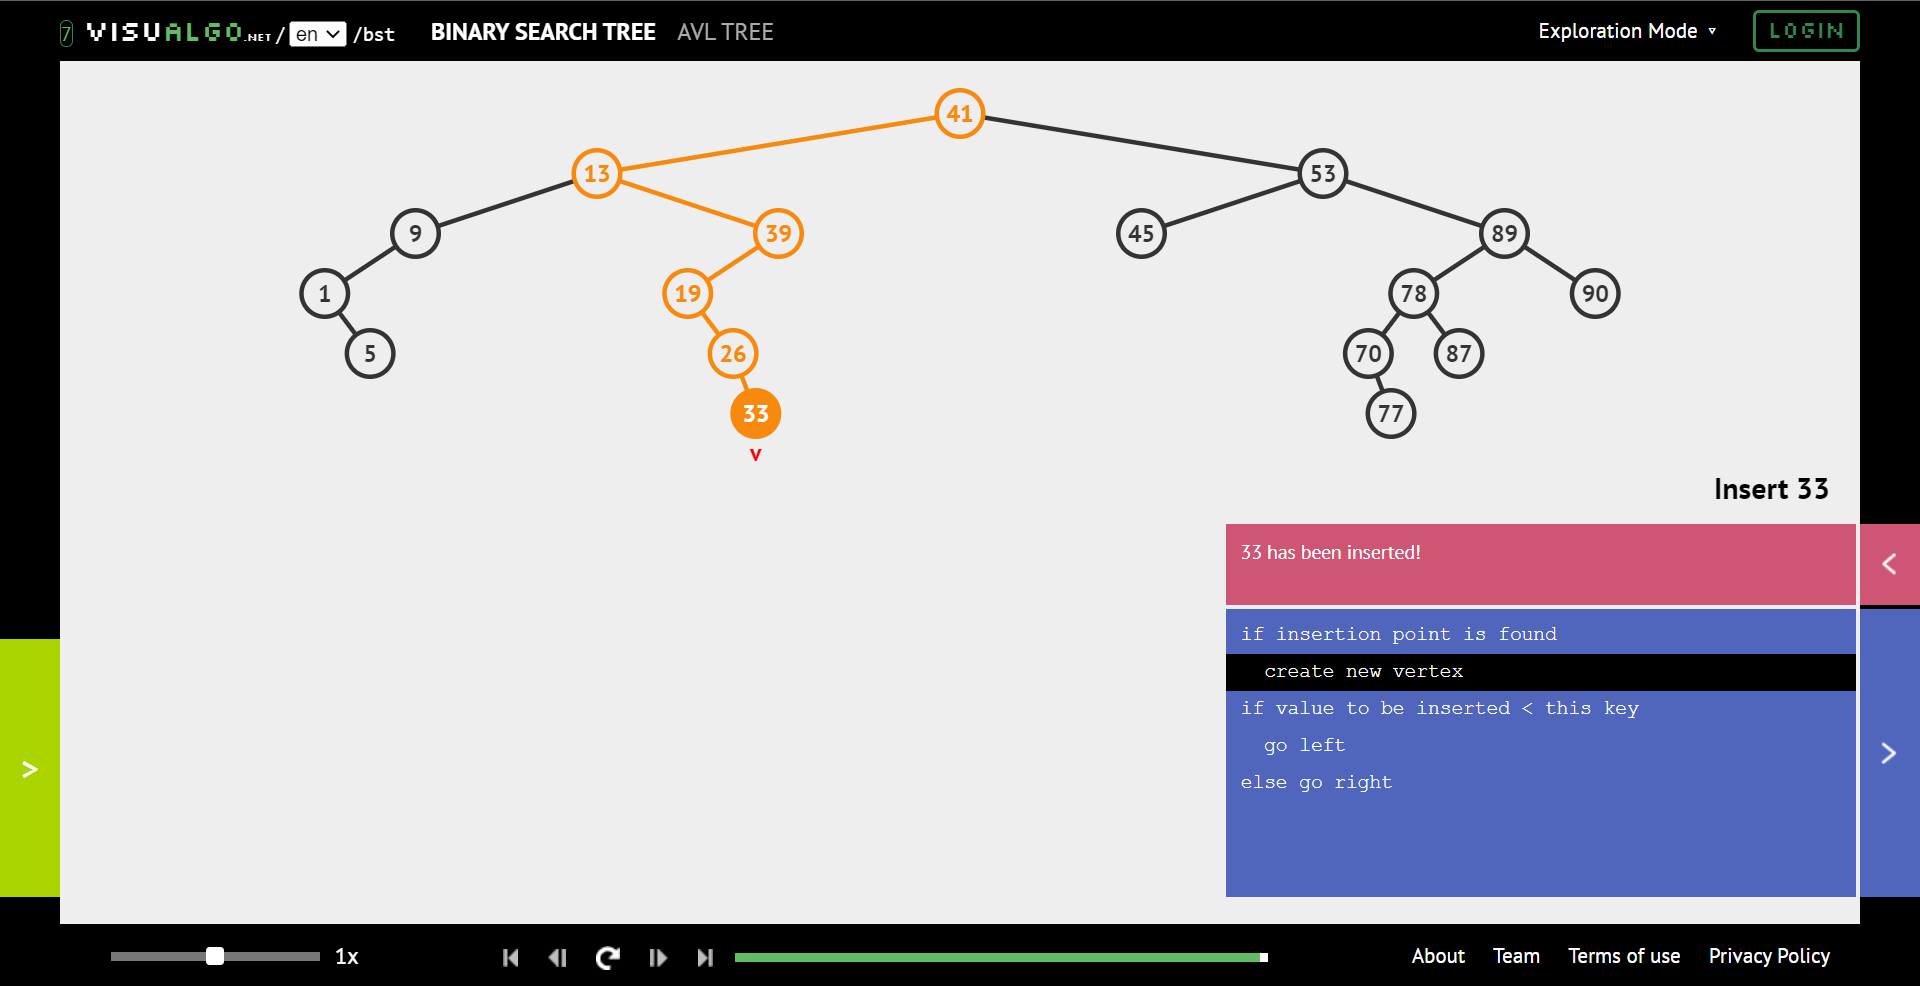 7 VISUALGO.NET / en /bst BINARY SEARCH TREE AVL TREE Exploration Mode ▾ LOGIN
41
13 53
9 39 45 89
1 19 78 90
5 26 70 87
33 77
v
Insert 33
33 has been inserted!
if insertion point is found
create new vertex
if value to be inserted < this key
go left
else go right
1x About Team Terms of use Privacy Policy